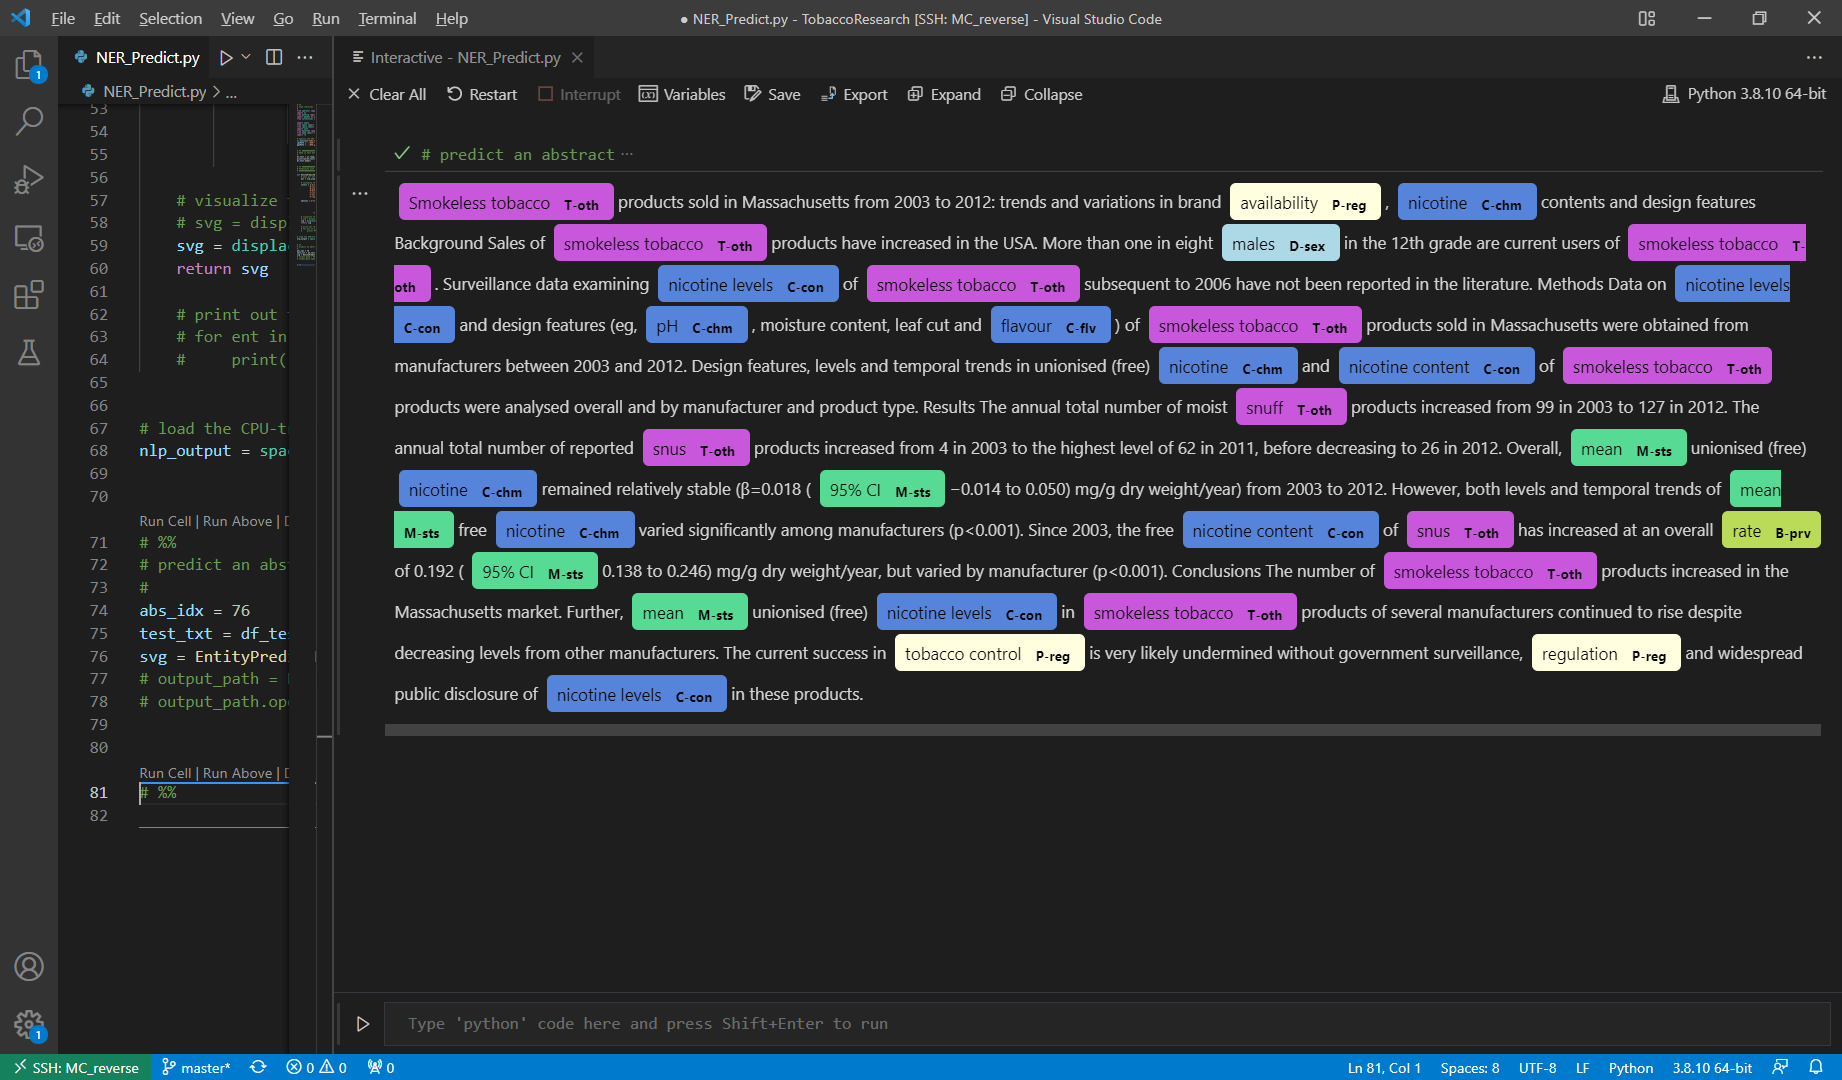 File Edit Selection View Go Run Terminal Help
● NER_Predict.py - TobaccoResearch [SSH: MC_reverse] - Visual Studio Code
NER_Predict.py
Interactive - NER_Predict.py
NER_Predict.py > ...
Clear All Restart Interrupt Variables Save Export Expand Collapse
Python 3.8.10 64-bit
53
54
55
56
57 # visualize
58 # svg = disp
59 svg = displa
60 return svg
61
62 # print out
63 # for ent in
64 # print(
65
66
67 # load the CPU-t
68 nlp_output = spa
69
70
Run Cell | Run Above | D
71 # %%
72 # predict an abs
73 #
74 abs_idx = 76
75 test_txt = df_te
76 svg = EntityPred
77 # output_path =
78 # output_path.op
79
80
Run Cell | Run Above | D
81 # %%
82
# predict an abstract ...
Smokeless tobacco T-oth products sold in Massachusetts from 2003 to 2012: trends and variations in brand availability P-reg , nicotine C-chm contents and design features
Background Sales of smokeless tobacco T-oth products have increased in the USA. More than one in eight males D-sex in the 12th grade are current users of smokeless tobacco T-
oth . Surveillance data examining nicotine levels C-con of smokeless tobacco T-oth subsequent to 2006 have not been reported in the literature. Methods Data on nicotine levels
C-con and design features (eg, pH C-chm , moisture content, leaf cut and flavour C-flv ) of smokeless tobacco T-oth products sold in Massachusetts were obtained from
manufacturers between 2003 and 2012. Design features, levels and temporal trends in unionised (free) nicotine C-chm and nicotine content C-con of smokeless tobacco T-oth
products were analysed overall and by manufacturer and product type. Results The annual total number of moist snuff T-oth products increased from 99 in 2003 to 127 in 2012. The
annual total number of reported snus T-oth products increased from 4 in 2003 to the highest level of 62 in 2011, before decreasing to 26 in 2012. Overall, mean M-sts unionised (free)
nicotine C-chm remained relatively stable (β=0.018 ( 95% CI M-sts −0.014 to 0.050) mg/g dry weight/year) from 2003 to 2012. However, both levels and temporal trends of mean
M-sts free nicotine C-chm varied significantly among manufacturers (p<0.001). Since 2003, the free nicotine content C-con of snus T-oth has increased at an overall rate B-prv
of 0.192 ( 95% CI M-sts 0.138 to 0.246) mg/g dry weight/year, but varied by manufacturer (p<0.001). Conclusions The number of smokeless tobacco T-oth products increased in the
Massachusetts market. Further, mean M-sts unionised (free) nicotine levels C-con in smokeless tobacco T-oth products of several manufacturers continued to rise despite
decreasing levels from other manufacturers. The current success in tobacco control P-reg is very likely undermined without government surveillance, regulation P-reg and widespread
public disclosure of nicotine levels C-con in these products.
Type 'python' code here and press Shift+Enter to run
1
1
SSH: MC_reverse master* 0 0 0
Ln 81, Col 1 Spaces: 8 UTF-8 LF Python 3.8.10 64-bit